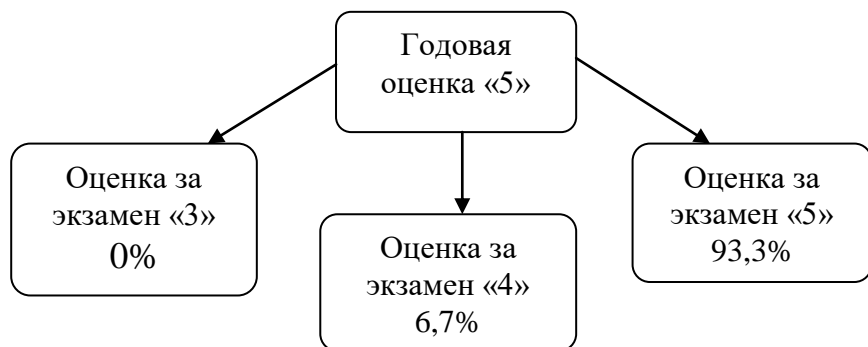 Годовая
оценка «5»
Оценка за
экзамен «3»
0%
Оценка за
экзамен «4»
6,7%
Оценка за
экзамен «5»
93,3%